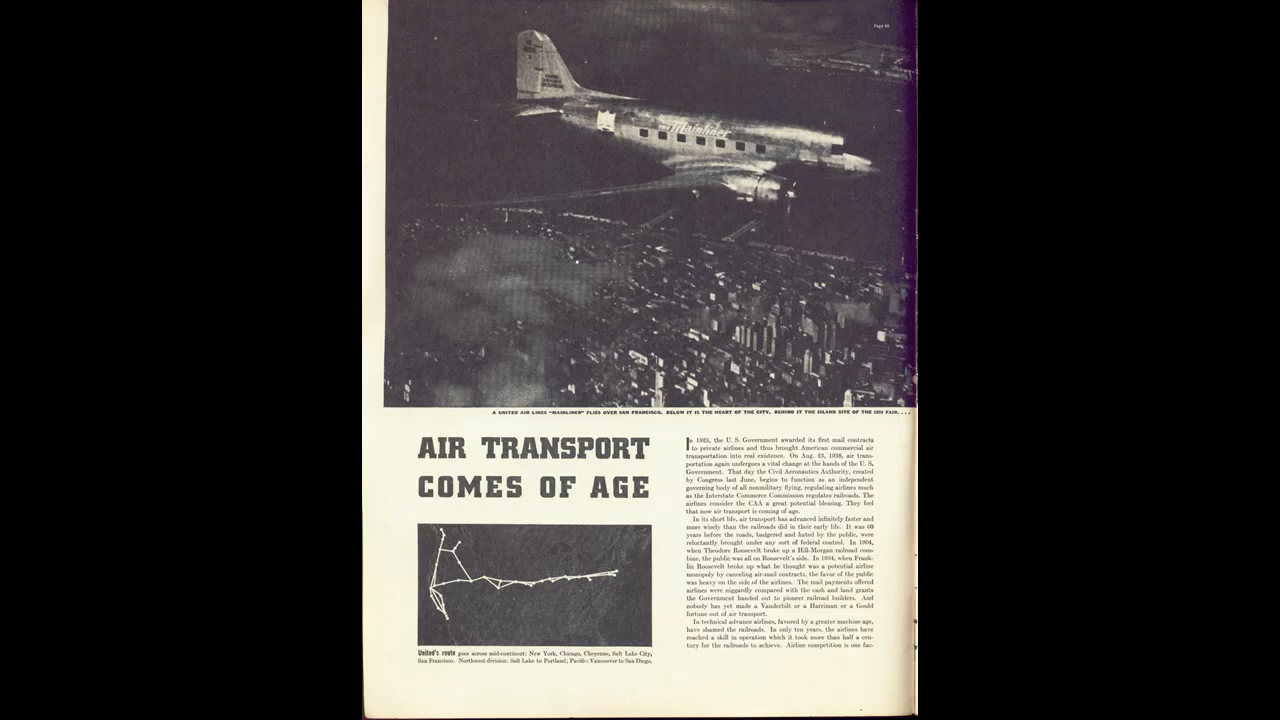 Page 32
Mainliner
A UNITED AIR LINES "MAINLINER" FLIES OVER SAN FRANCISCO. BELOW IT IS THE HEART OF THE CITY. BEHIND IT THE ISLAND SITE OF THE 1939 FAIR. . . .
AIR TRANSPORT
COMES OF AGE
United's route goes across mid-continent: New York, Chicago, Cheyenne, Salt Lake City,
San Francisco. Northwest division: Salt Lake to Portland; Pacific: Vancouver to San Diego.
In 1925, the U. S. Government awarded its first mail contracts
to private airlines and thus brought American commercial air
transportation into real existence. On Aug. 23, 1938, air trans-
portation again undergoes a vital change at the hands of the U. S.
Government. That day the Civil Aeronautics Authority, created
by Congress last June, begins to function as an independent
governing body of all nonmilitary flying, regulating airlines much
as the Interstate Commerce Commission regulates railroads. The
airlines consider the CAA a great potential blessing. They feel
that now air transport is coming of age.
In its short life, air transport has advanced infinitely faster and
more wisely than the railroads did in their early life. It was 60
years before the roads, badgered and hated by the public, were
reluctantly brought under any sort of federal control. In 1904,
when Theodore Roosevelt broke up a Hill-Morgan railroad com-
bine, the public was all on Roosevelt's side. In 1934, when Frank-
lin Roosevelt broke up what he thought was a potential airline
monopoly by canceling air-mail contracts, the favor of the public
was heavy on the side of the airlines. The mail payments offered
airlines were niggardly compared with the cash and land grants
the Government handed out to pioneer railroad builders. And
nobody has yet made a Vanderbilt or a Harriman or a Gould
fortune out of air transport.
In technical advance airlines, favored by a greater machine age,
have shamed the railroads. In only ten years, the airlines have
reached a skill in operation which it took more than half a cen-
tury for the railroads to achieve. Airline competition is one fac-